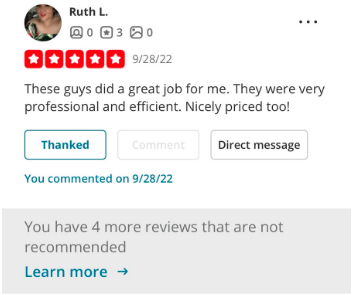 Ruth L.
0 3 0
9/28/22
These guys did a great job for me. They were very
professional and efficient. Nicely priced too!
Thanked Comment Direct message
You commented on 9/28/22
You have 4 more reviews that are not
recommended
Learn more →